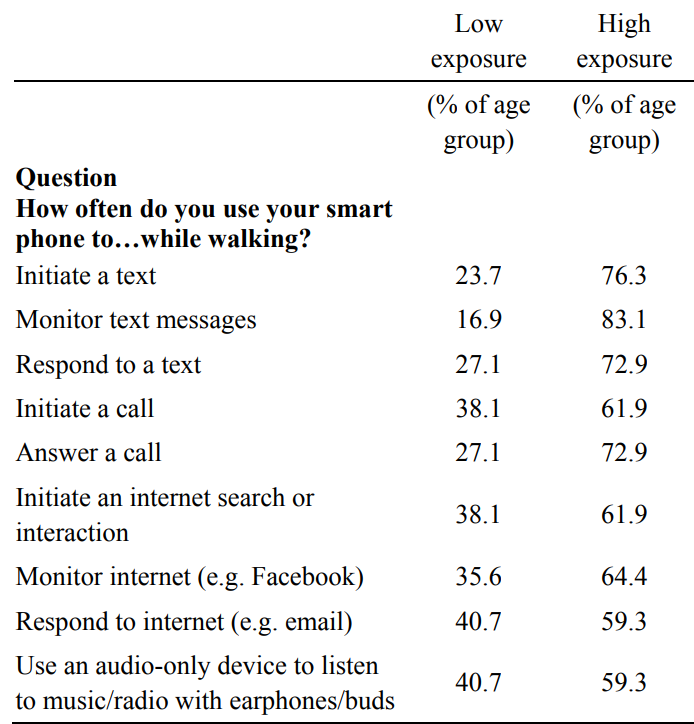 Low High
exposure exposure
(% of age (% of age
group) group)
Question
How often do you use your smart
phone to…while walking?
Initiate a text 23.7 76.3
Monitor text messages 16.9 83.1
Respond to a text 27.1 72.9
Initiate a call 38.1 61.9
Answer a call 27.1 72.9
Initiate an internet search or
interaction 38.1 61.9
Monitor internet (e.g. Facebook) 35.6 64.4
Respond to internet (e.g. email) 40.7 59.3
Use an audio-only device to listen
to music/radio with earphones/buds 40.7 59.3